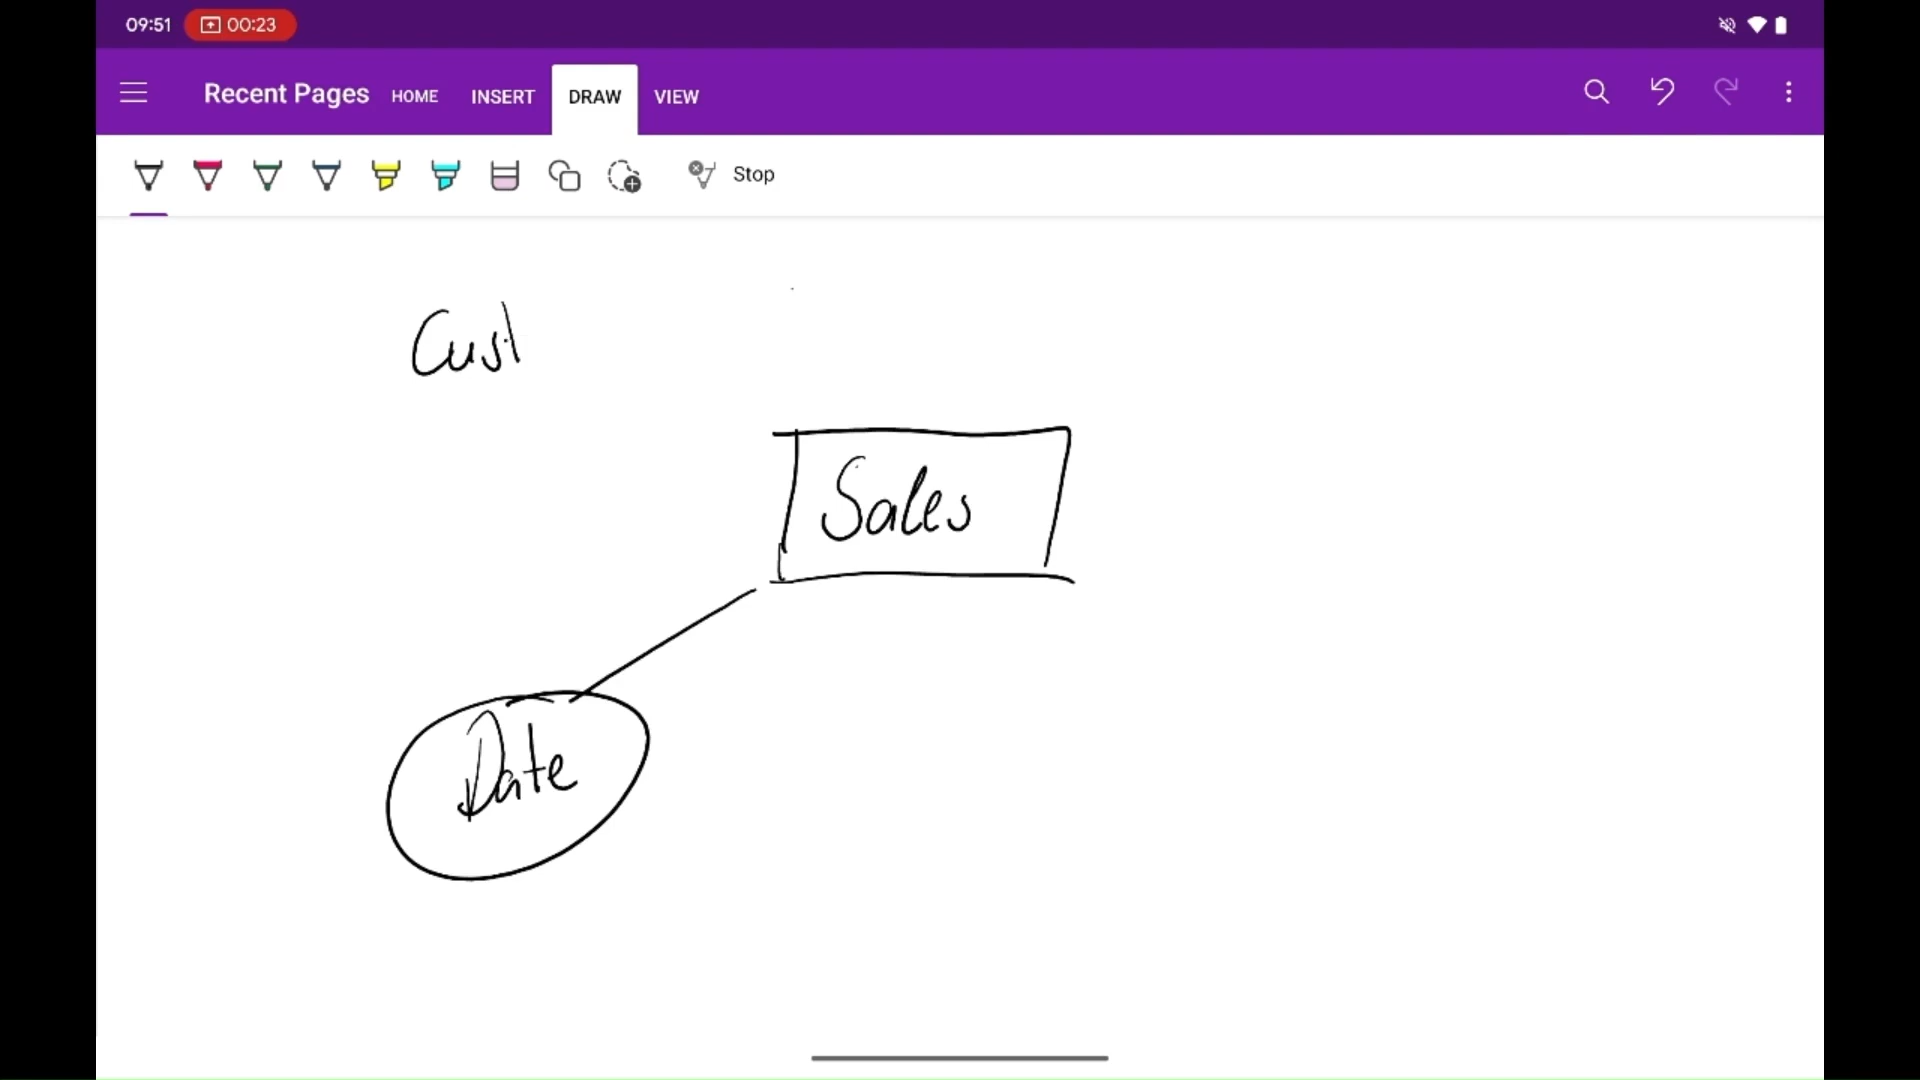 09:51 00:23
Recent Pages HOME INSERT DRAW VIEW
Stop
Cust
Sales
Date